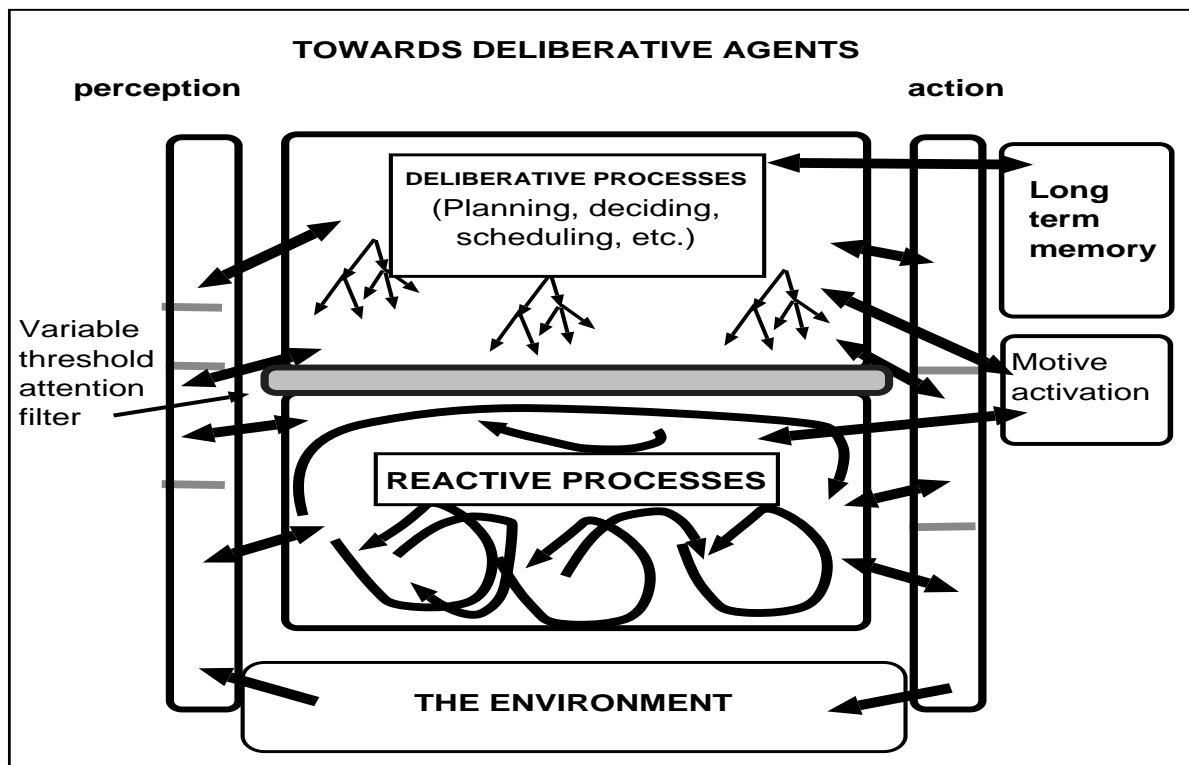 TOWARDS DELIBERATIVE AGENTS
perception
action
DELIBERATIVE PROCESSES
(Planning, deciding,
scheduling, etc.)
Long
term
memory
Variable
threshold
attention
filter
Motive
activation
REACTIVE PROCESSES
THE ENVIRONMENT